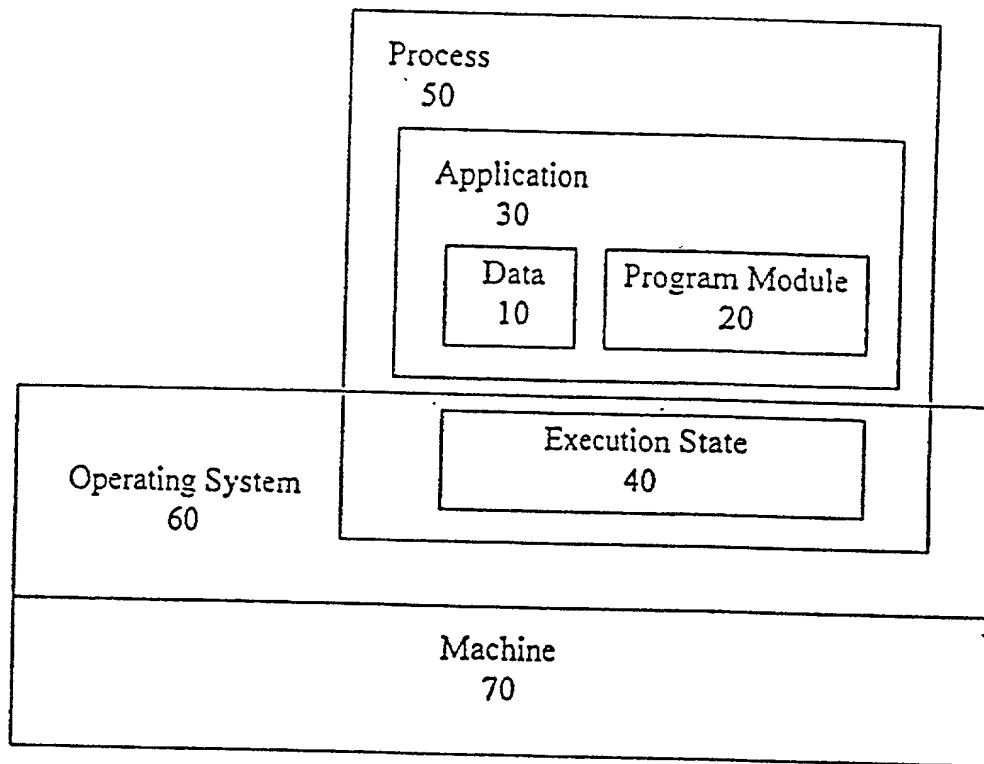 Process
50
Application
30
Data
10
Program Module
20
Execution State
40
Operating System
60
Machine
70